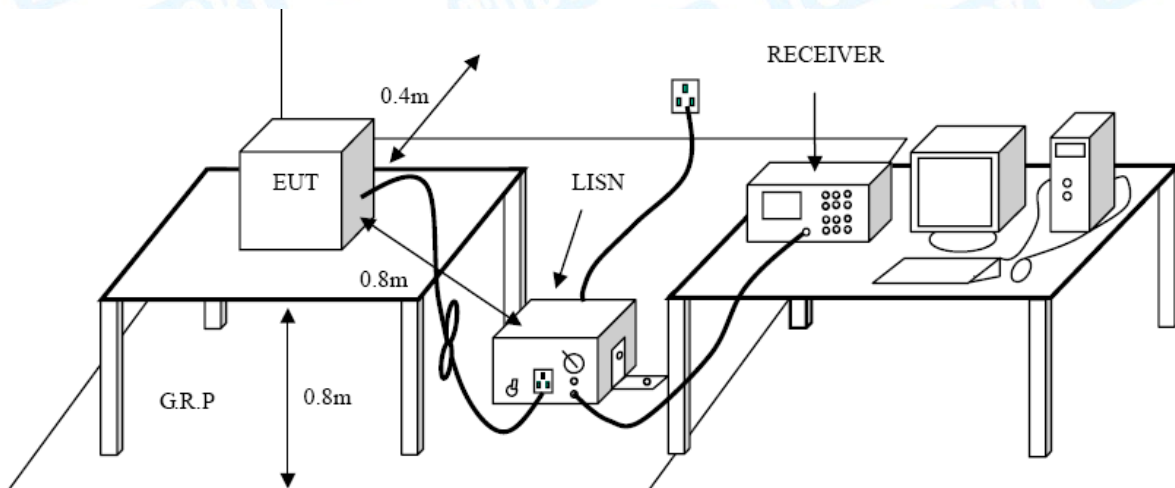 RECEIVER
0.4m
EUT
LISN
0.8m
G.R.P
0.8m